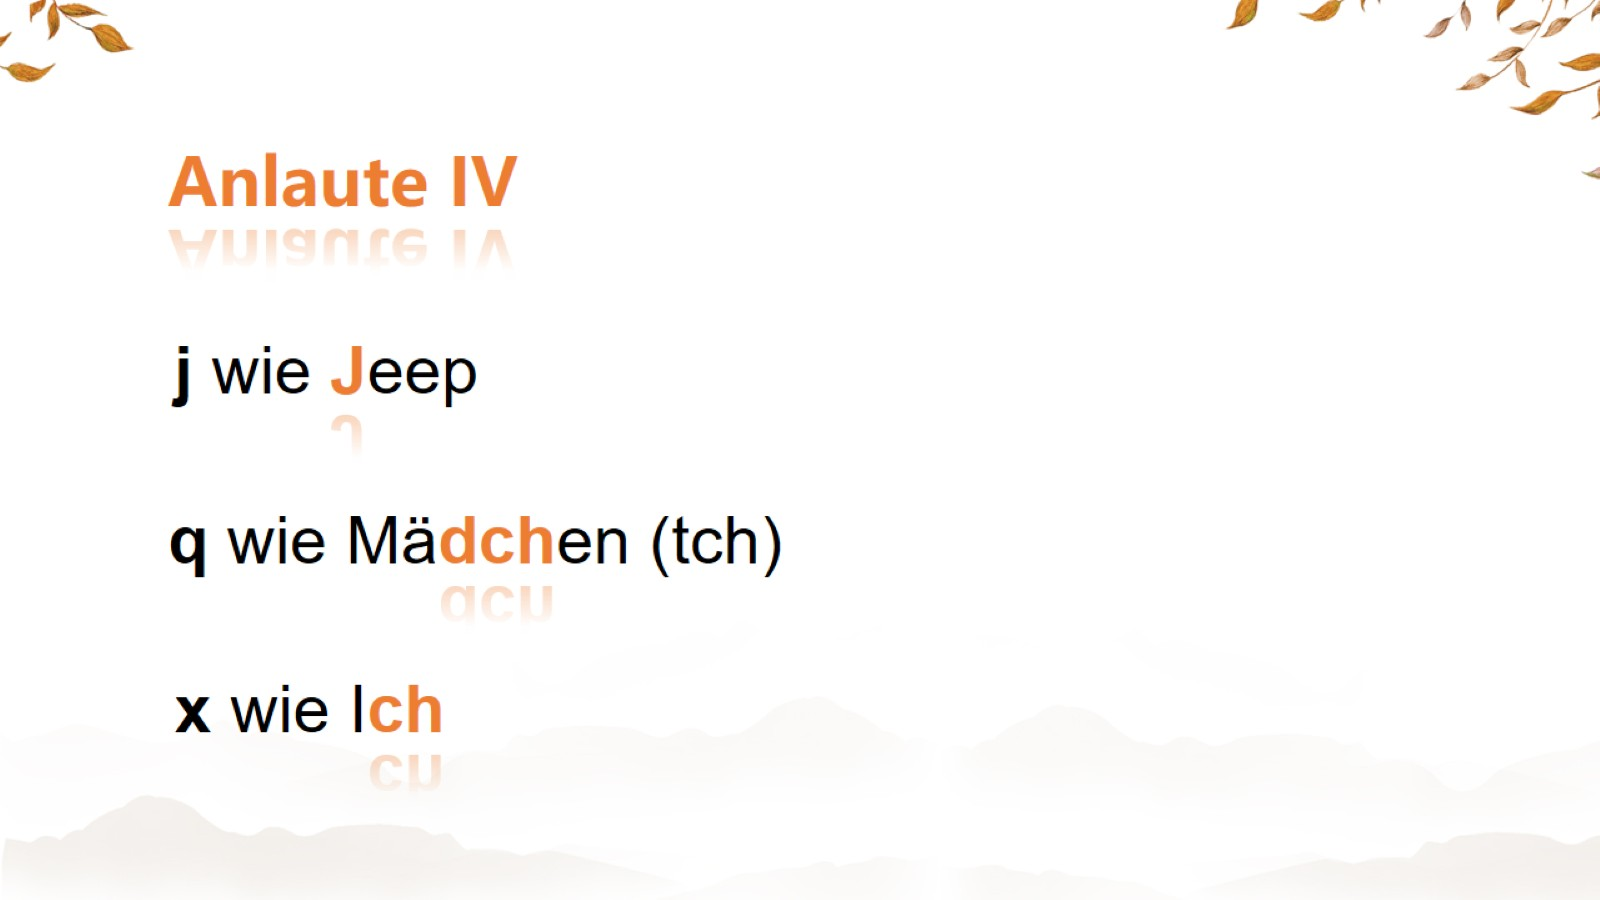 Anlaute IV
j wie Jeep
q wie Mädchen (tch)
x wie Ich